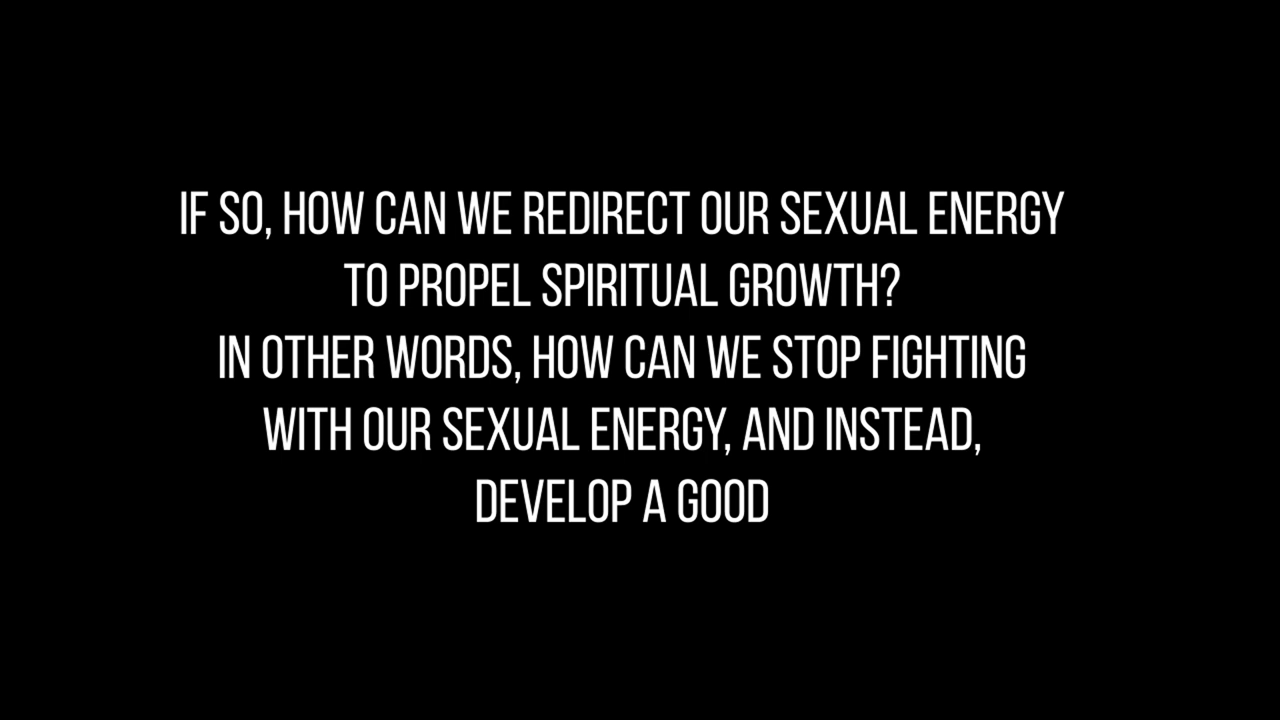 IF SO, HOW CAN WE REDIRECT OUR SEXUAL ENERGY
TO PROPEL SPIRITUAL GROWTH?
IN OTHER WORDS, HOW CAN WE STOP FIGHTING
WITH OUR SEXUAL ENERGY, AND INSTEAD,
DEVELOP A GOOD